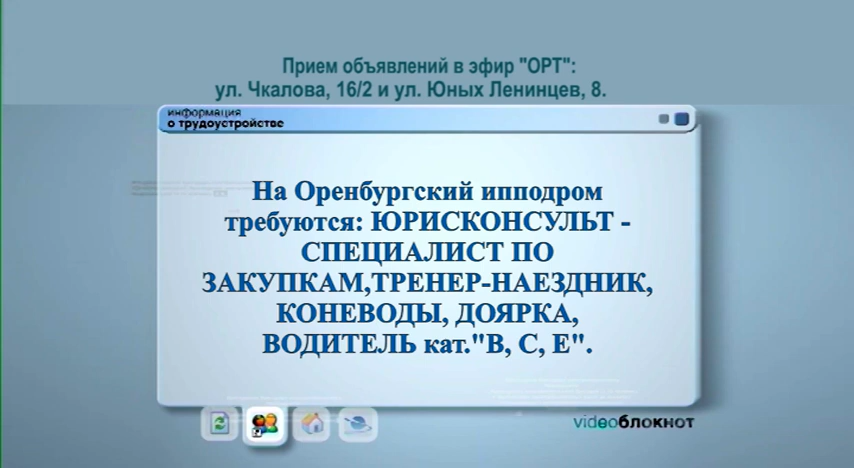 Прием объявлений в эфир "ОРТ":
ул. Чкалова, 16/2 и ул. Юных Ленинцев, 8.
информация
о трудоустройстве
На Оренбургский ипподром
требуются: ЮРИСКОНСУЛЬТ -
СПЕЦИАЛИСТ ПО
ЗАКУПКАМ,ТРЕНЕР-НАЕЗДНИК,
КОНЕВОДЫ, ДОЯРКА,
ВОДИТЕЛЬ кат."В, С, Е".
videoблокнот